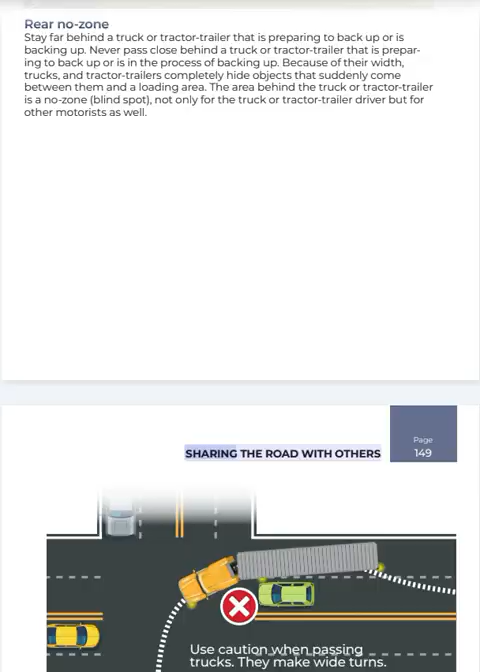 Rear no-zone
Stay far behind a truck or tractor-trailer that is preparing to back up or is
backing up. Never pass close behind a truck or tractor-trailer that is prepar-
ing to back up or is in the process of backing up. Because of their width,
trucks, and tractor-trailers completely hide objects that suddenly come
between them and a loading area. The area behind the truck or tractor-trailer
is a no-zone (blind spot), not only for the truck or tractor-trailer driver but for
other motorists as well.
Page
149
SHARING THE ROAD WITH OTHERS
Use caution when passing
trucks. They make wide turns.